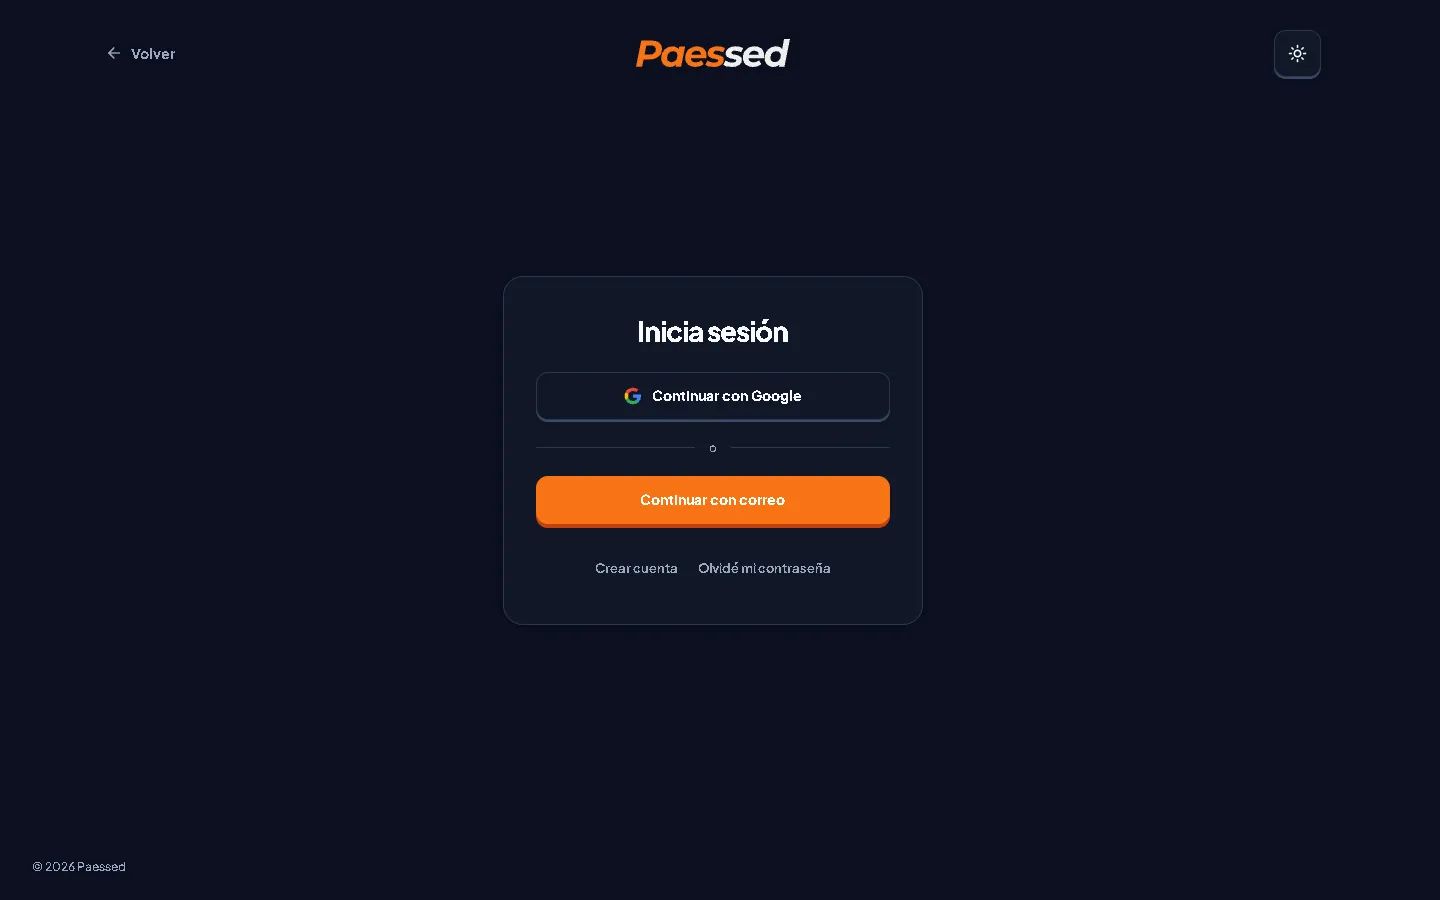 Volver
Paessed
Inicia sesión
Continuar con Google
o
Continuar con correo
Crear cuenta Olvidé mi contraseña
© 2026 Paessed